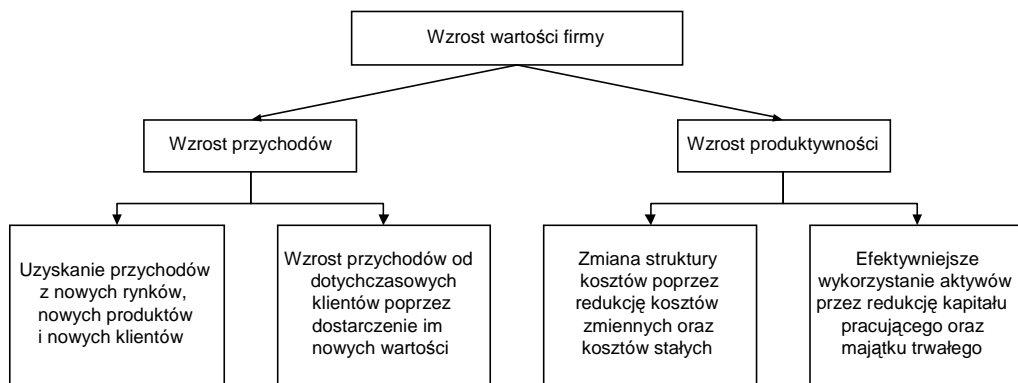 Wzrost wartości firmy
Wzrost przychodów
Wzrost produktywności
Uzyskanie przychodów
z nowych rynków,
nowych produktów
i nowych klientów
Wzrost przychodów od
dotychczasowych
klientów poprzez
dostarczenie im
nowych wartości
Zmiana struktury
kosztów poprzez
redukcję kosztów
zmiennych oraz
kosztów stałych
Efektywniejsze
wykorzystanie aktywów
przez redukcję kapitału
pracującego oraz
majątku trwałego